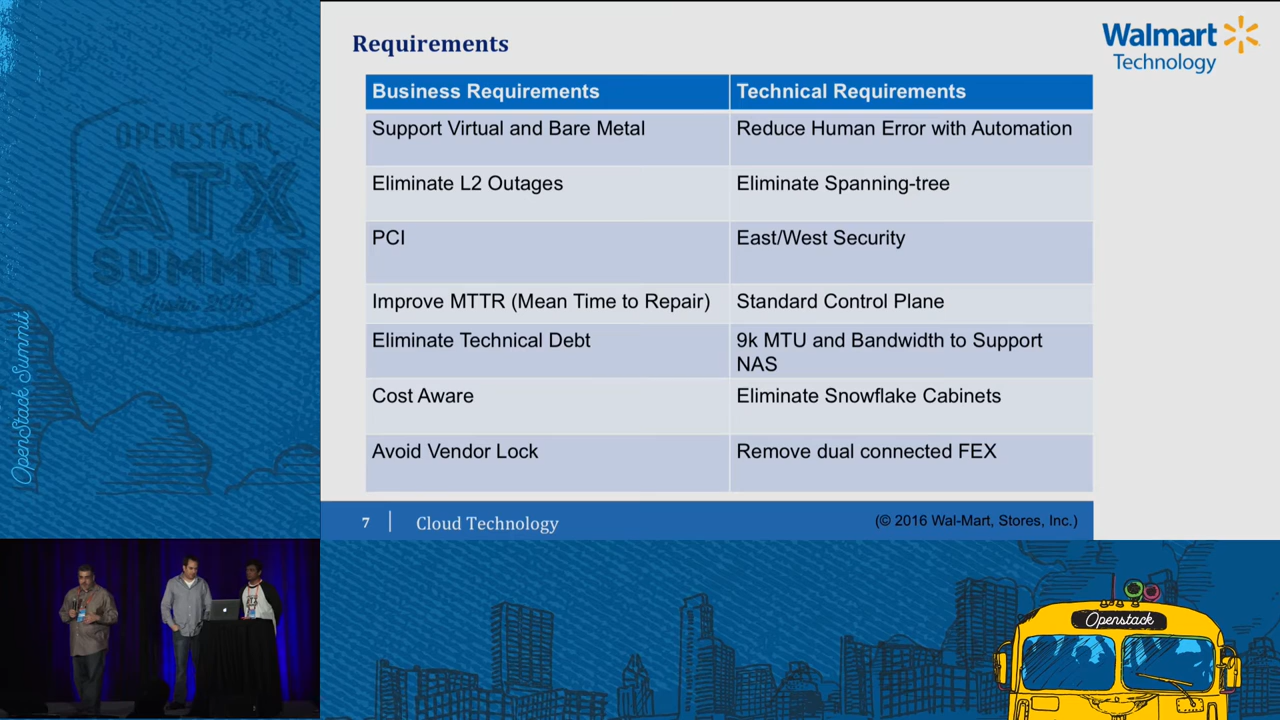 OPENSTACK
ATX
SUMMIT
Austin 2016
OpenStack Summit
Requirements
Walmart
Technology
Business Requirements
Technical Requirements
Support Virtual and Bare Metal
Reduce Human Error with Automation
Eliminate L2 Outages
Eliminate Spanning-tree
PCI
East/West Security
Improve MTTR (Mean Time to Repair)
Standard Control Plane
Eliminate Technical Debt
9k MTU and Bandwidth to Support
NAS
Cost Aware
Eliminate Snowflake Cabinets
Avoid Vendor Lock
Remove dual connected FEX
7
Cloud Technology
(© 2016 Wal-Mart, Stores, Inc.)
Openstack